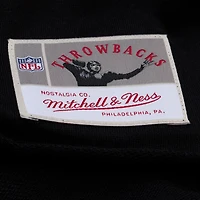 THROWBACKS
NFL
NOSTALGIA CO.
Mitchell & Ness
PHILADELPHIA, PA.